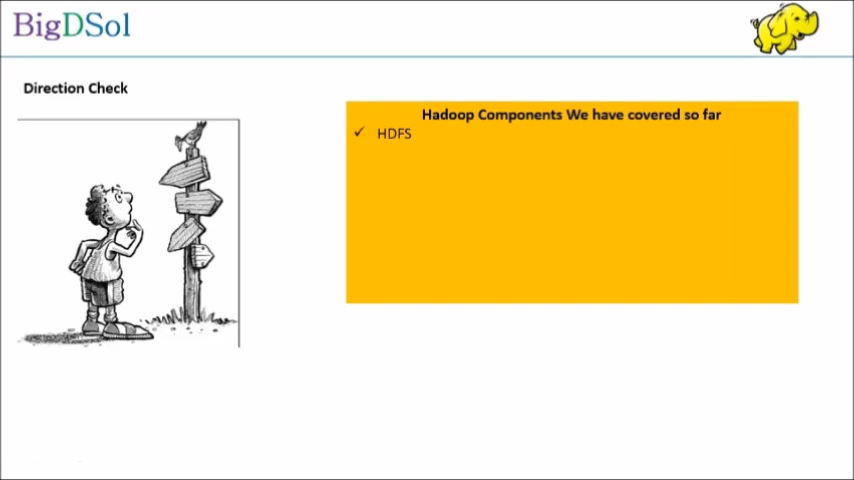 BigDSol
Direction Check
Hadoop Components We have covered so far
✓ HDFS